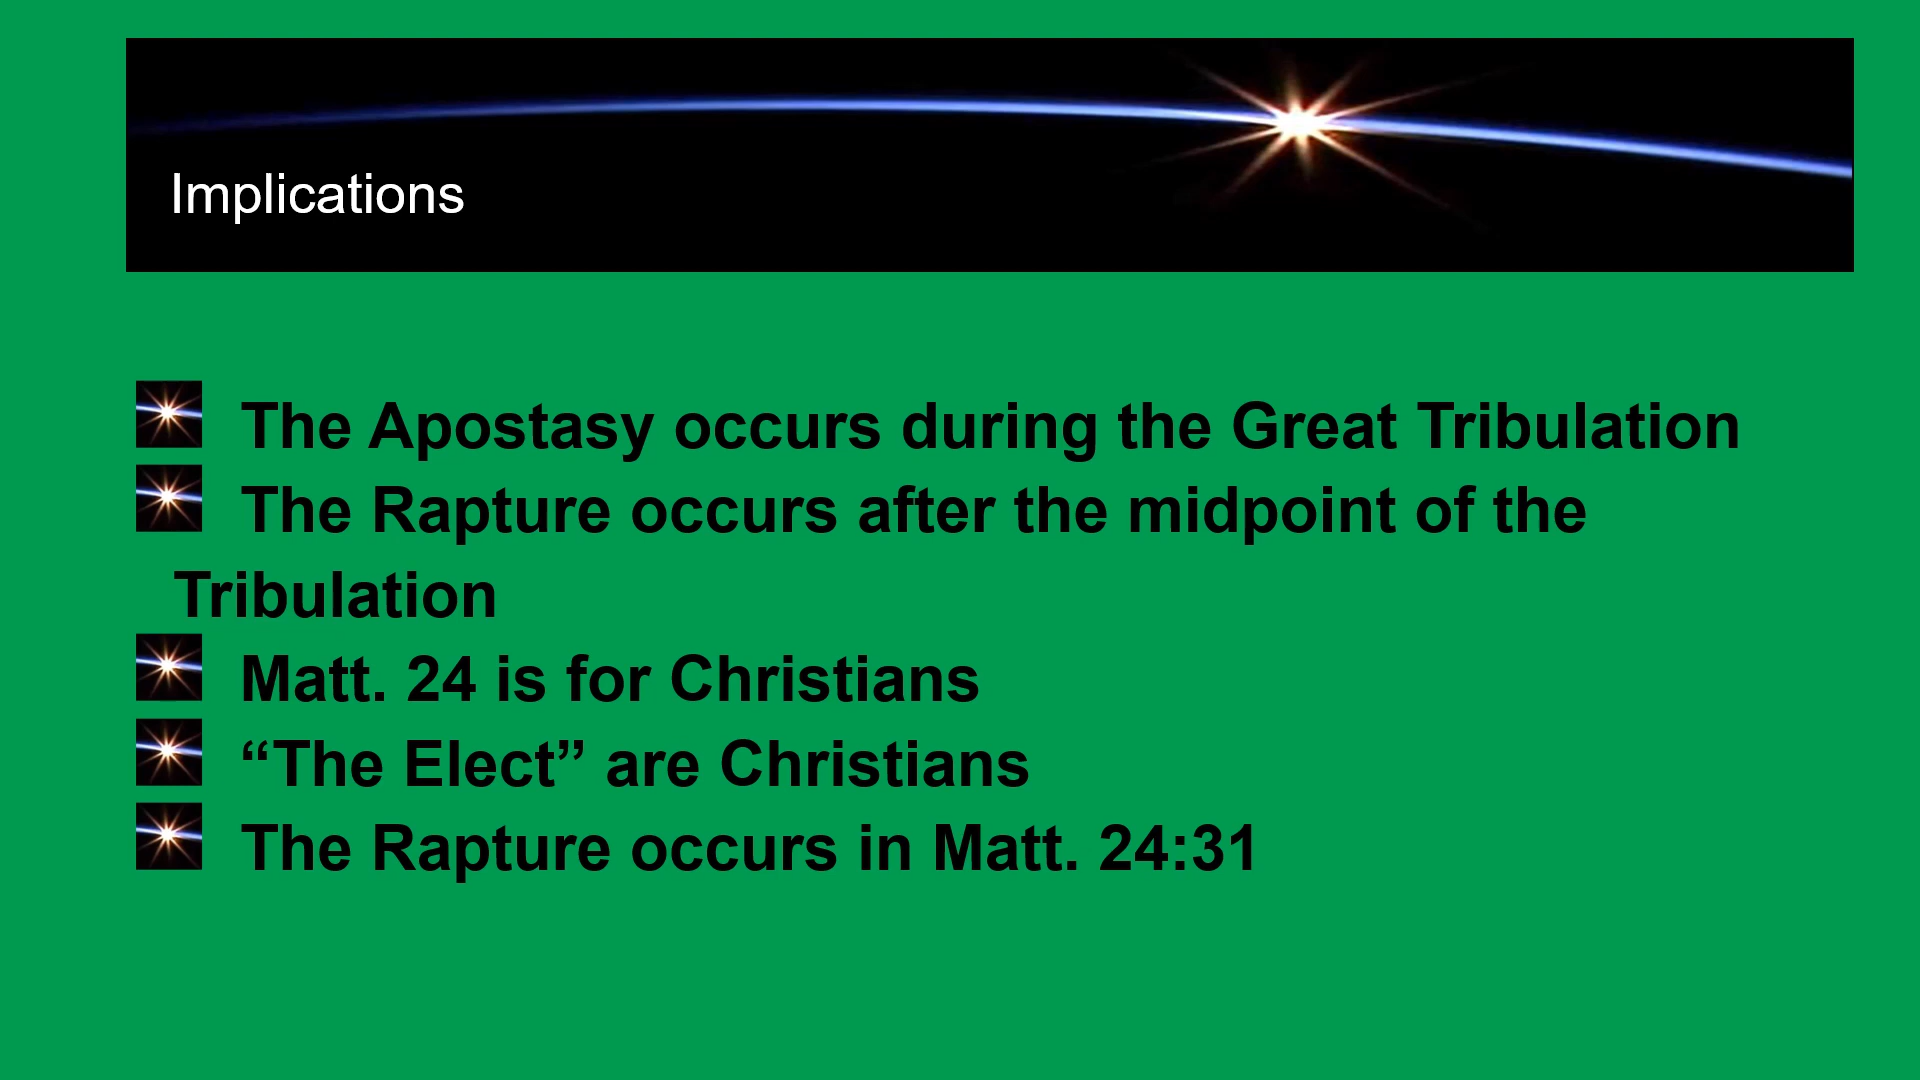 Implications
The Apostasy occurs during the Great Tribulation
The Rapture occurs after the midpoint of the
Tribulation
Matt. 24 is for Christians
“The Elect” are Christians
The Rapture occurs in Matt. 24:31